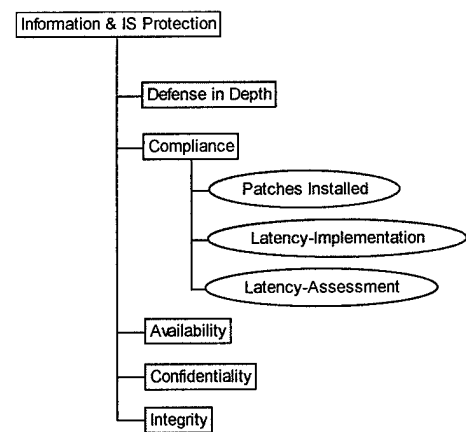 Information & IS Protection
Defense in Depth
Compliance
Patches Installed
Latency-Implementation
Latency-Assessment
Availability
Confidentiality
Integrity